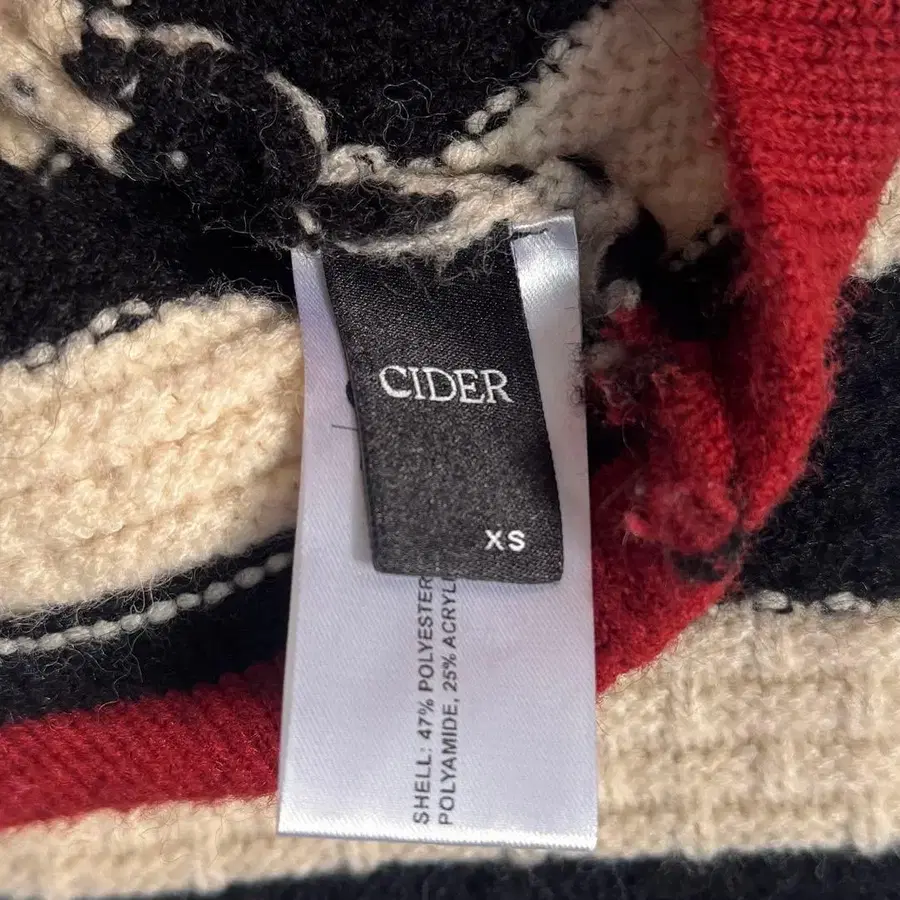 CIDER
XS
SHELL: 47% POLYESTER
POLYAMIDE, 25% ACRYL